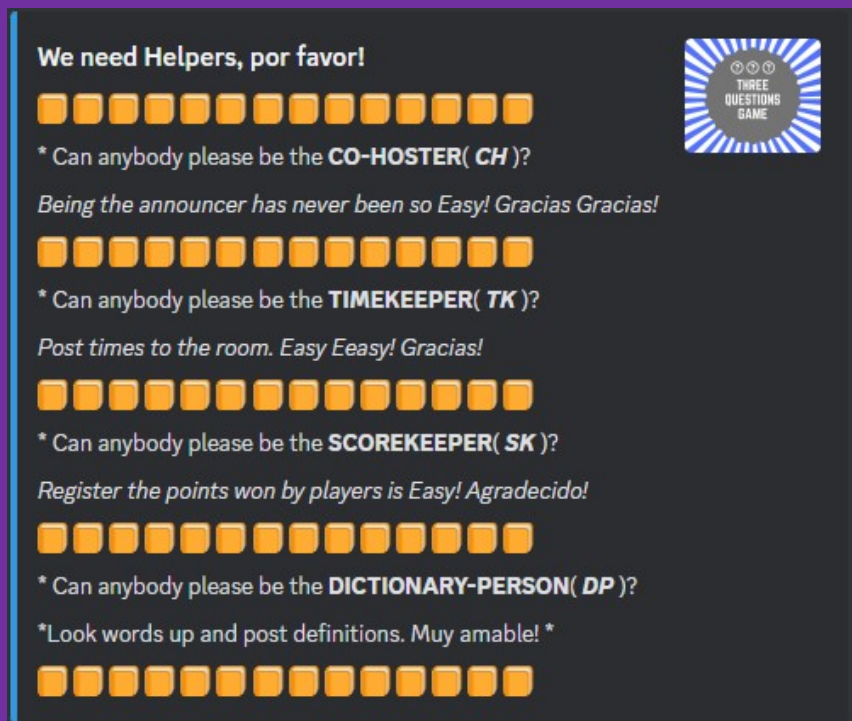 We need Helpers, por favor!
??? 
THREE
QUESTIONS
GAME
* Can anybody please be the CO-HOSTER( CH )?
Being the announcer has never been so Easy! Gracias Gracias!
* Can anybody please be the TIMEKEEPER( TK )?
Post times to the room. Easy Eeasy! Gracias!
* Can anybody please be the SCOREKEEPER( SK )?
Register the points won by players is Easy! Agradecido!
* Can anybody please be the DICTIONARY-PERSON( DP )?
*Look words up and post definitions. Muy amable! *